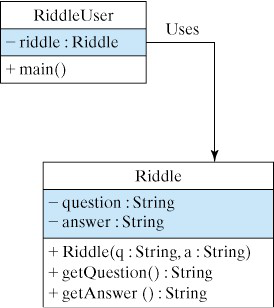 RiddleUser
− riddle : Riddle
+ main()
Uses
Riddle
− question : String
− answer : String
+ Riddle(q : String, a : String)
+ getQuestion() : String
+ getAnswer () : String